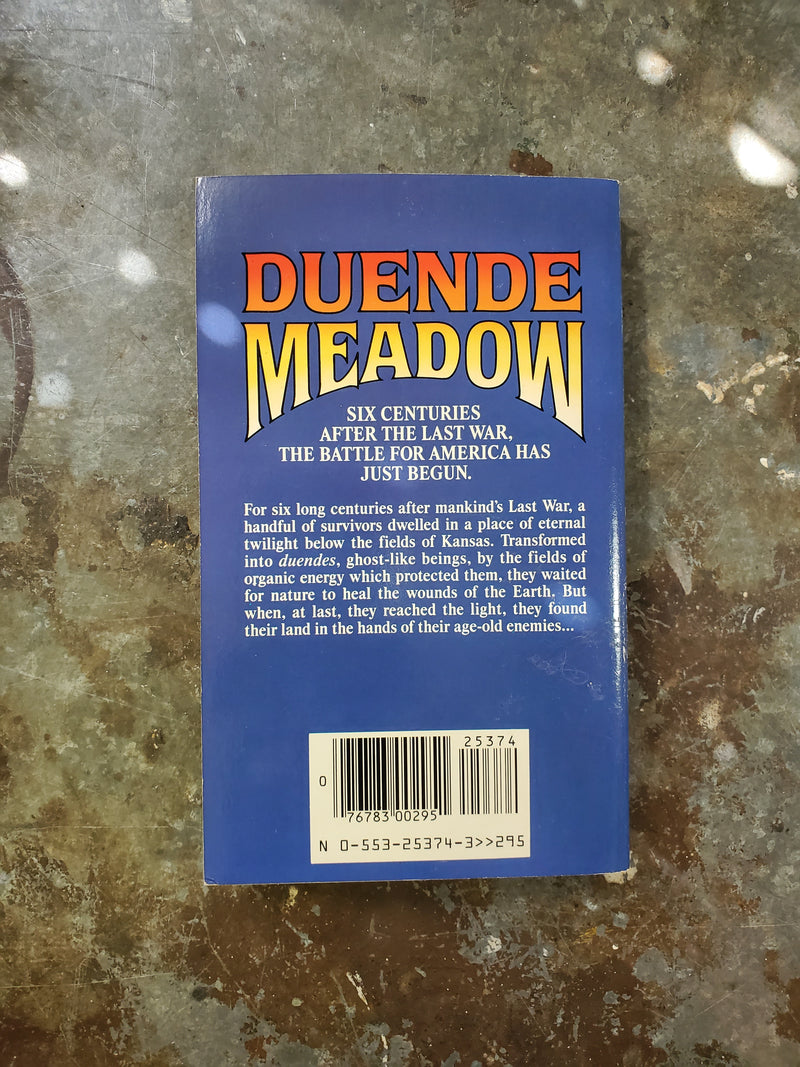 DUENDE
MEADOW
SIX CENTURIES
AFTER THE LAST WAR,
THE BATTLE FOR AMERICA HAS
JUST BEGUN.
For six long centuries after mankind's Last War, a
handful of survivors dwelled in a place of eternal
twilight below the fields of Kansas. Transformed
into duendes, ghost-like beings, by the fields of
organic energy which protected them, they waited
for nature to heal the wounds of the Earth. But
when, at last, they reached the light, they found
their land in the hands of their age-old enemies...
25374
0
76783 00295
N 0-553-25374-3>>295